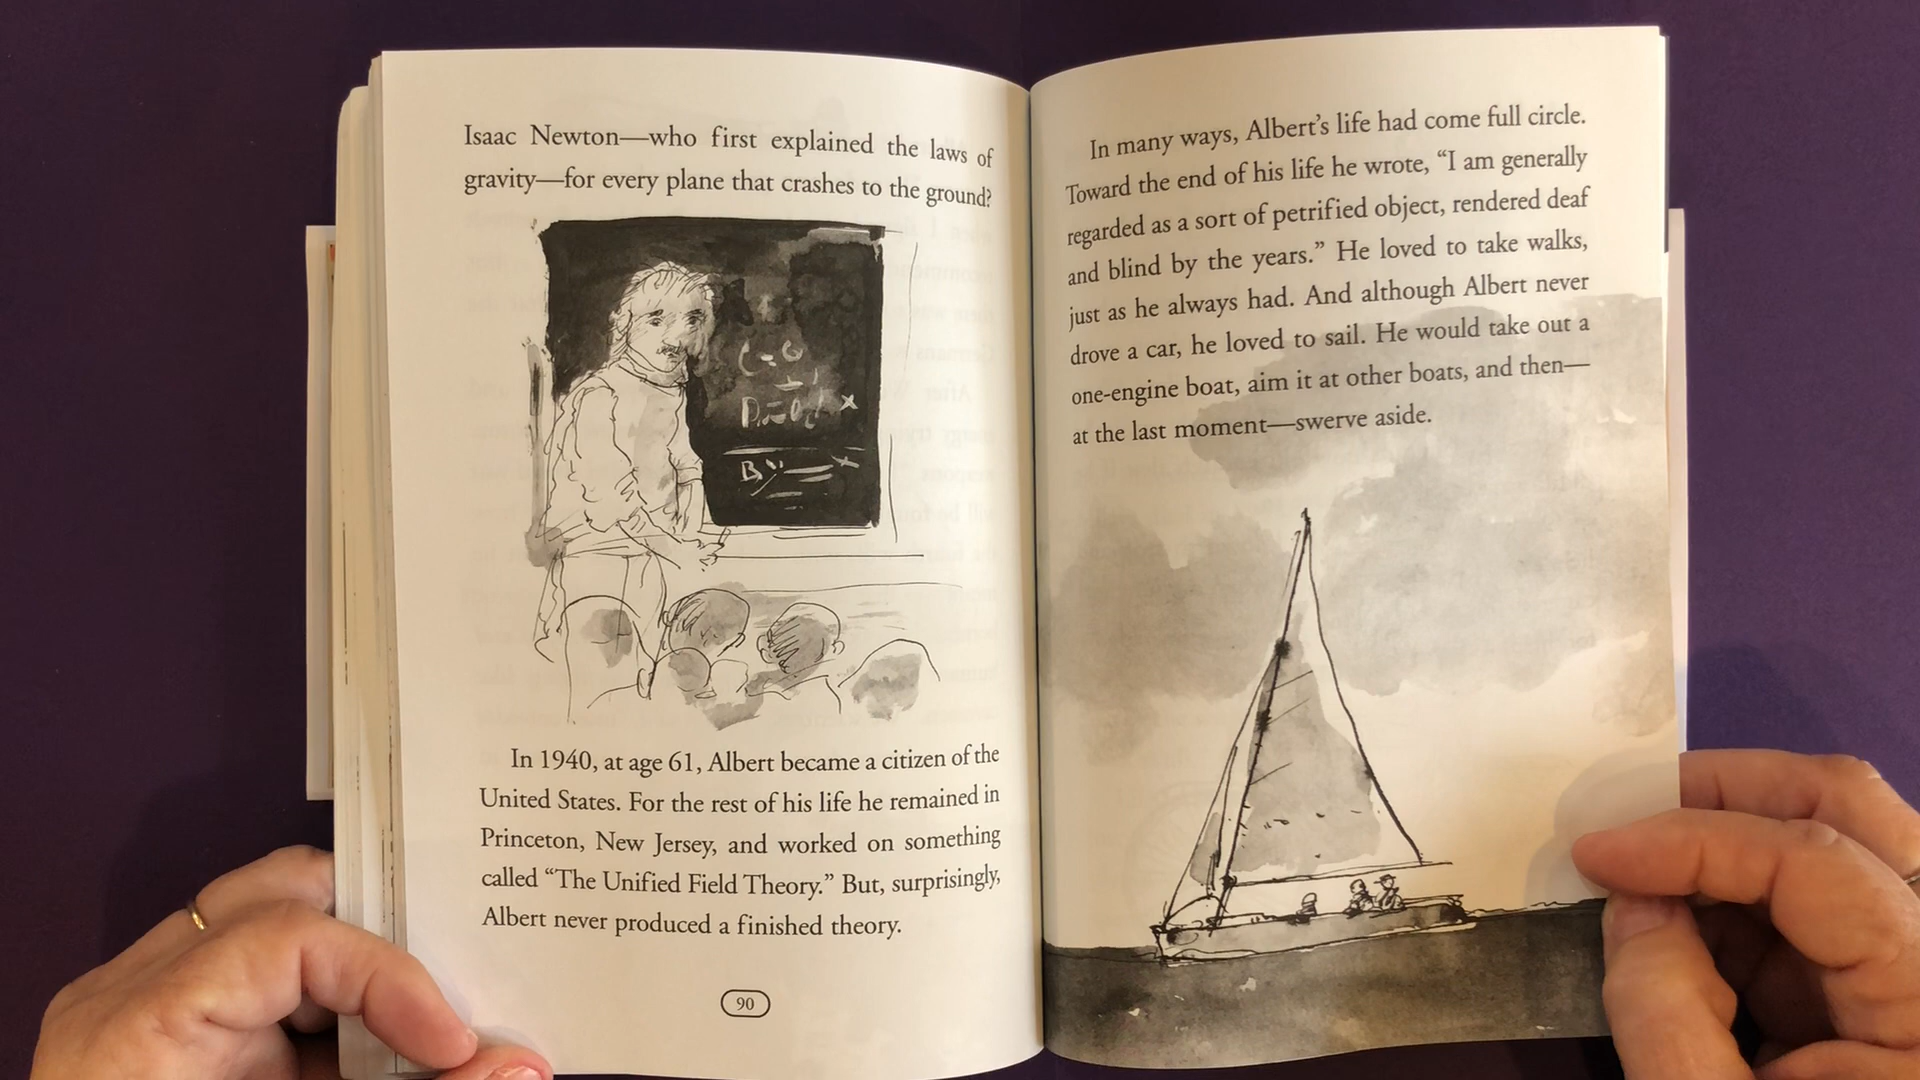 Isaac Newton—who first explained the laws of
gravity—for every plane that crashes to the ground?
In 1940, at age 61, Albert became a citizen of the
United States. For the rest of his life he remained in
Princeton, New Jersey, and worked on something
called “The Unified Field Theory.” But, surprisingly,
Albert never produced a finished theory.
90
In many ways, Albert’s life had come full circle.
Toward the end of his life he wrote, “I am generally
regarded as a sort of petrified object, rendered deaf
and blind by the years.” He loved to take walks,
just as he always had. And although Albert never
drove a car, he loved to sail. He would take out a
one-engine boat, aim it at other boats, and then—
at the last moment—swerve aside.